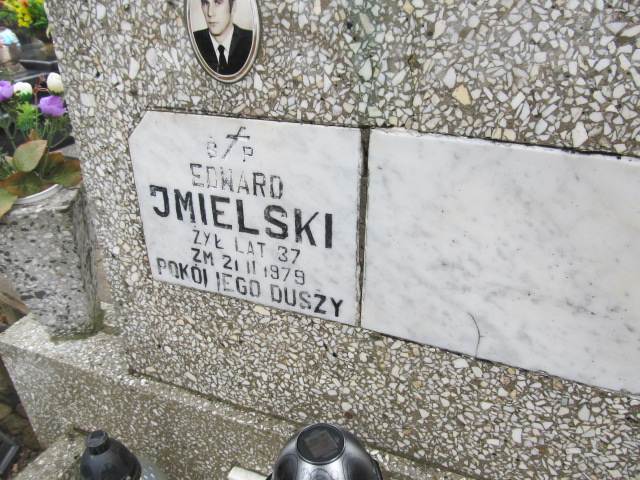 Ś P
EDWARD
JMIELSKI
ŻYŁ LAT 37
ZM 21 II 1979
POKÓJ JEGO DUSZY